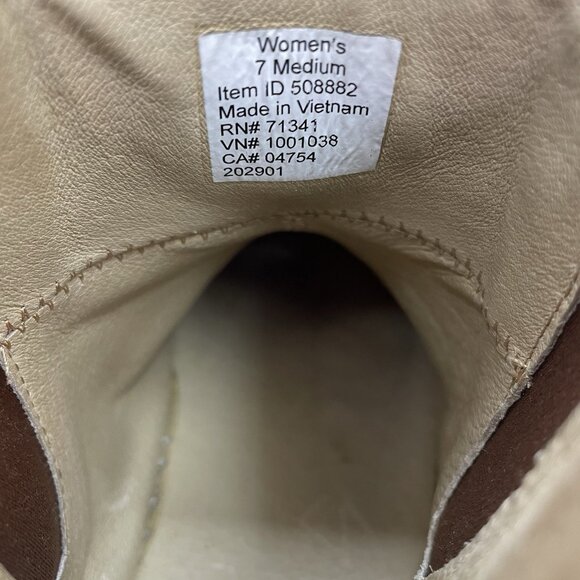 Women's
7 Medium
Item ID 508882
Made in Vietnam
RN# 71341
VN# 1001038
CA# 04754
202901